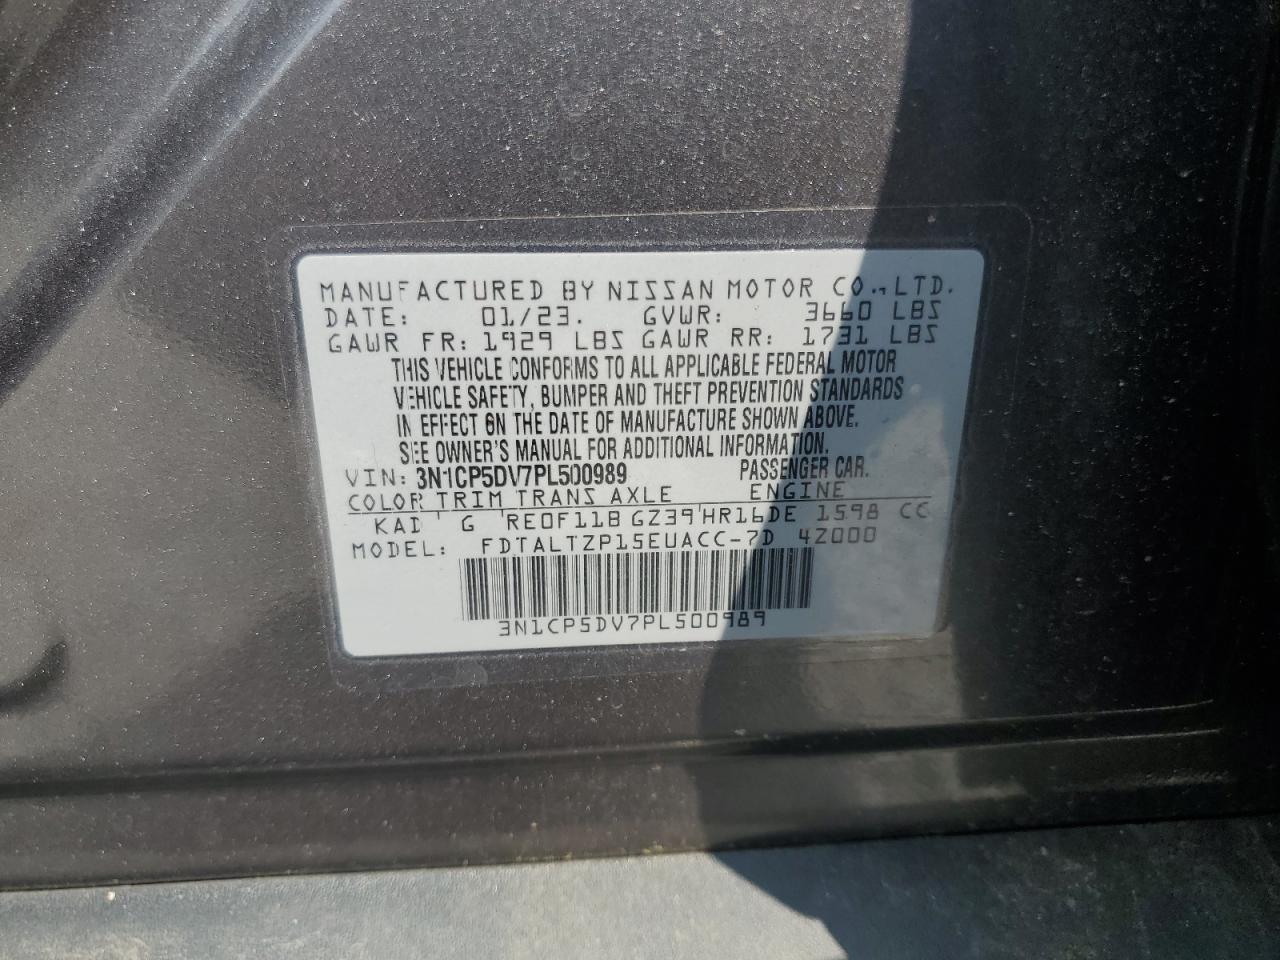 MANUFACTURED BY NISSAN MOTOR CO., LTD.
DATE: 01/23. GVWR: 3660 LBS
GAWR FR: 1929 LBS GAWR RR: 1731 LBS
THIS VEHICLE CONFORMS TO ALL APPLICABLE FEDERAL MOTOR
VEHICLE SAFETY, BUMPER AND THEFT PREVENTION STANDARDS
IN EFFECT ON THE DATE OF MANUFACTURE SHOWN ABOVE.
SEE OWNER'S MANUAL FOR ADDITIONAL INFORMATION.
VIN: 3N1CP5DV7PL500989 PASSENGER CAR.
COLOR TRIM TRANS AXLE ENGINE
KAD G RE0F11B GZ39 HR16DE 1598 CC
MODEL: FDTALTZP15EUACC-7D 42000
3N1CP5DV7PL500989